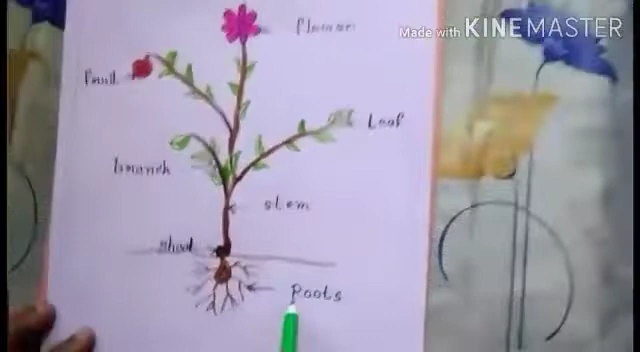 Made with KINEMASTER
flower
fruit
Leaf
branch
stem
shoot
Roots